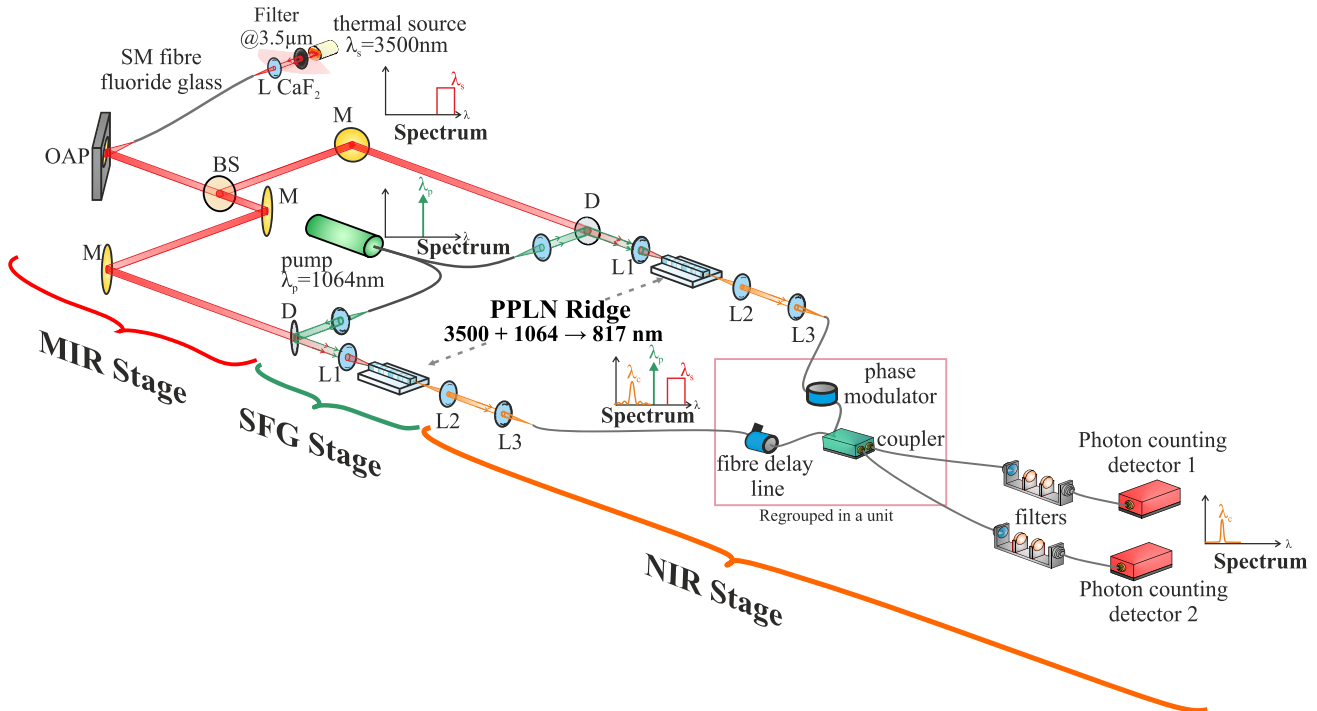 Filter
@3.5µm
thermal source
λs=3500nm
SM fibre
fluoride glass
L CaF2
λs
λ
Spectrum
OAP
BS
M
M
M
λp
λ
Spectrum
D
pump
λp=1064nm
L1
PPLN Ridge
3500 + 1064 → 817 nm
L2
L3
D
L1
L2
L3
λc
λp
λs
λ
Spectrum
MIR Stage
SFG Stage
NIR Stage
phase
modulator
coupler
fibre delay
line
Regrouped in a unit
Photon counting
detector 1
filters
λc
λ
Spectrum
Photon counting
detector 2